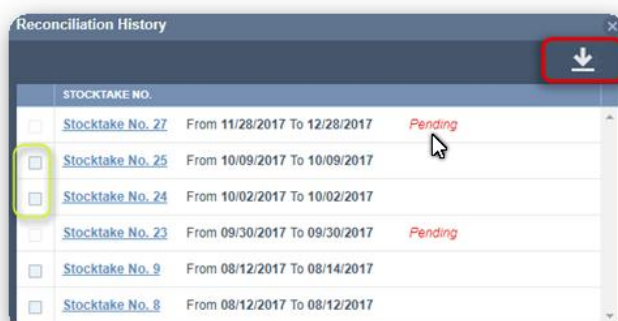 Reconciliation History
STOCKTAKE NO.
Stocktake No. 27 From 11/28/2017 To 12/28/2017 Pending
Stocktake No. 25 From 10/09/2017 To 10/09/2017
Stocktake No. 24 From 10/02/2017 To 10/02/2017
Stocktake No. 23 From 09/30/2017 To 09/30/2017 Pending
Stocktake No. 9 From 08/12/2017 To 08/14/2017
Stocktake No. 8 From 08/12/2017 To 08/12/2017